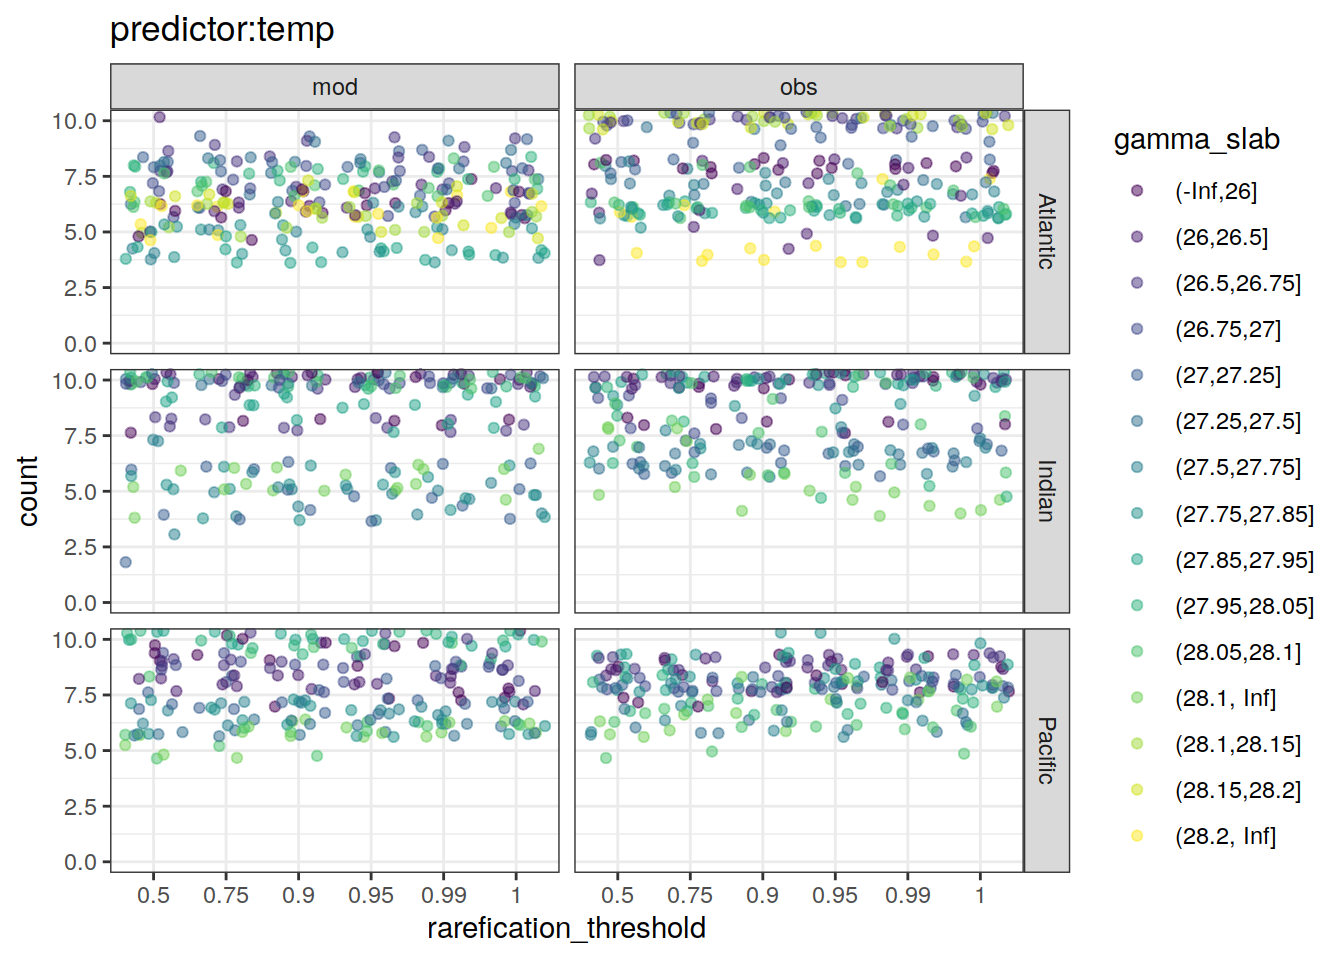 predictor:temp
mod
obs
gamma_slab
count
10.0
7.5
5.0
2.5
0.0
Atlantic
10.0
7.5
5.0
2.5
0.0
Indian
10.0
7.5
5.0
2.5
0.0
Pacific
0.5 0.75 0.9 0.95 0.99 1
0.5 0.75 0.9 0.95 0.99 1
rarefication_threshold
(-Inf,26]
(26,26.5]
(26.5,26.75]
(26.75,27]
(27,27.25]
(27.25,27.5]
(27.5,27.75]
(27.75,27.85]
(27.85,27.95]
(27.95,28.05]
(28.05,28.1]
(28.1, Inf]
(28.1,28.15]
(28.15,28.2]
(28.2, Inf]